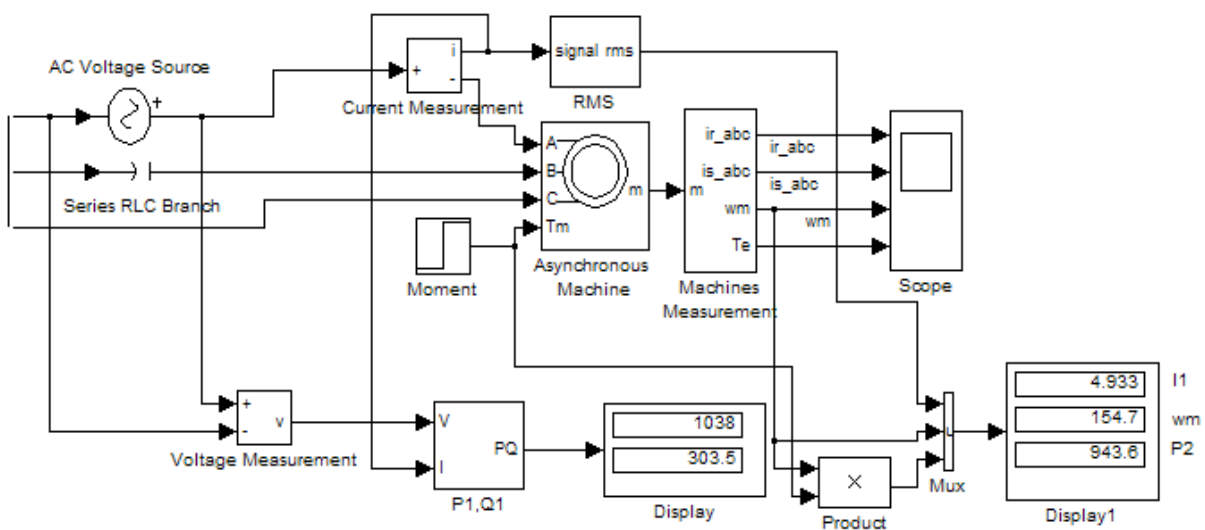 AC Voltage Source
+
i
+
-
Current Measurement
signal rms
RMS
Series RLC Branch
A
B
C
Tm
m
Asynchronous
Machine
Moment
m
ir_abc
is_abc
wm
Te
Machines
Measurement
ir_abc
is_abc
wm
Scope
+
-
v
Voltage Measurement
V
I
PQ
P1,Q1
1038
303.5
Display
×
Product
Mux
4.933
154.7
943.6
Display1
I1
wm
P2